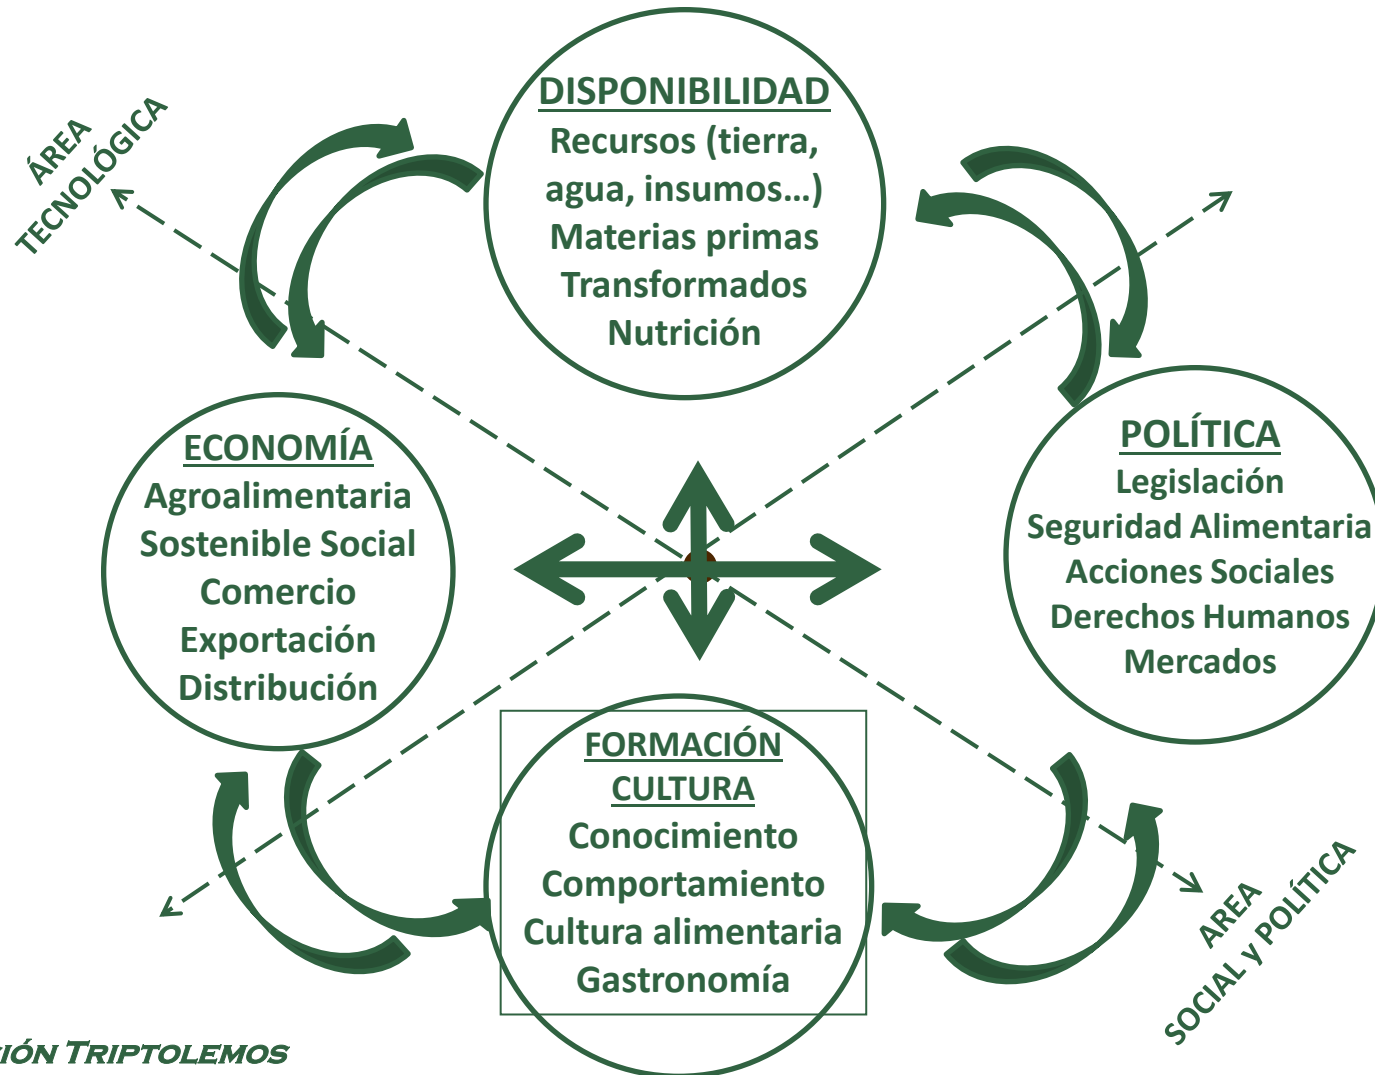 ÁREA
TECNOLÓGICA
DISPONIBILIDAD
Recursos (tierra,
agua, insumos...)
Materias primas
Transformados
Nutrición
ECONOMÍA
Agroalimentaria
Sostenible Social
Comercio
Exportación
Distribución
POLÍTICA
Legislación
Seguridad Alimentaria
Acciones Sociales
Derechos Humanos
Mercados
FORMACIÓN
CULTURA
Conocimiento
Comportamiento
Cultura alimentaria
Gastronomía
AREA
SOCIAL y POLÍTICA
IÓN TRIPTOLEMOS